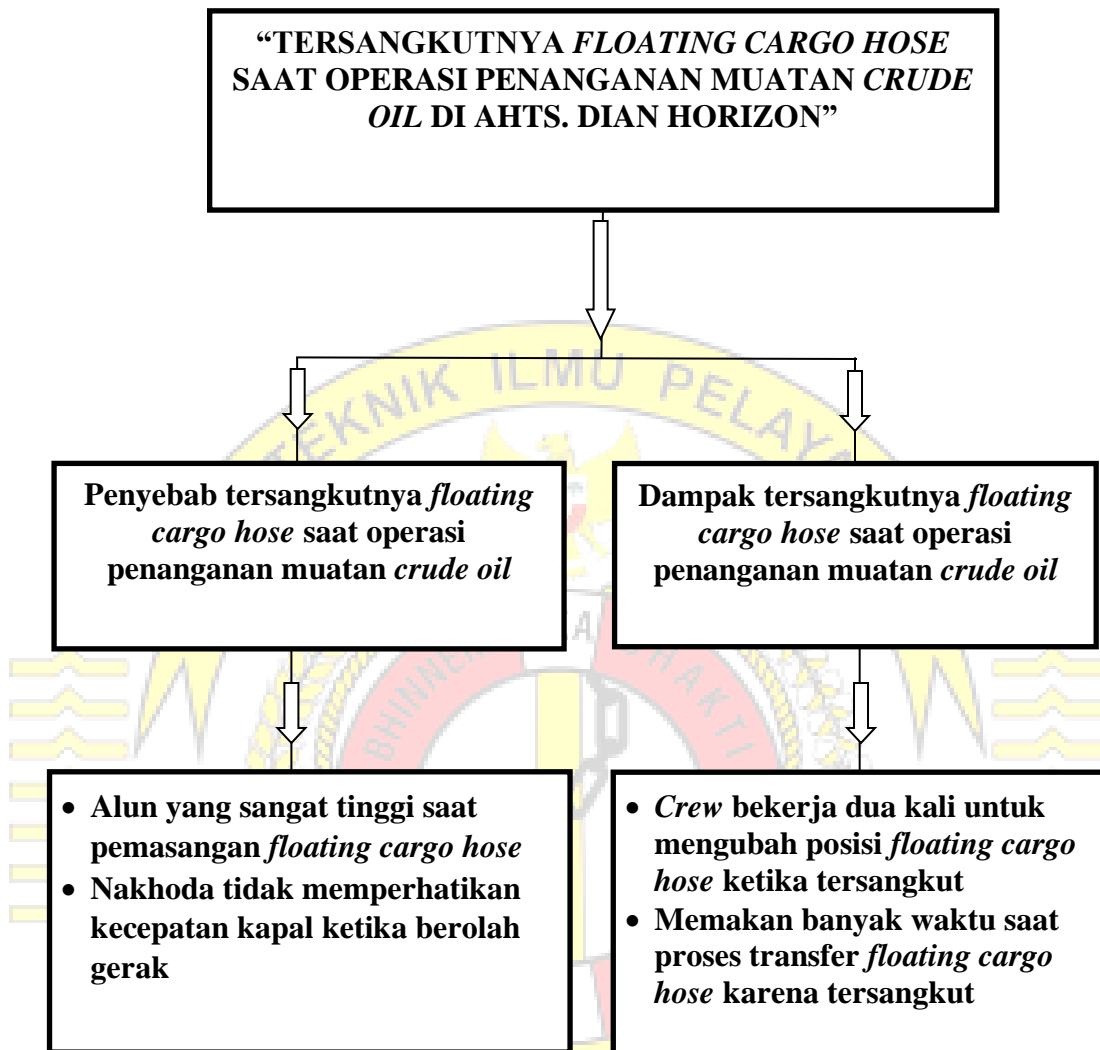 “TERSANGKUTNYA FLOATING CARGO HOSE
SAAT OPERASI PENANGANAN MUATAN CRUDE
OIL DI AHTS. DIAN HORIZON”
TEKNIK ILMU PELAYA
Penyebab tersangkutnya floating
cargo hose saat operasi
penanganan muatan crude oil
Dampak tersangkutnya floating
cargo hose saat operasi
penanganan muatan crude oil
• Alun yang sangat tinggi saat
pemasangan floating cargo hose
• Nakhoda tidak memperhatikan
kecepatan kapal ketika berolah
gerak
• Crew bekerja dua kali untuk
mengubah posisi floating cargo
hose ketika tersangkut
• Memakan banyak waktu saat
proses transfer floating cargo
hose karena tersangkut